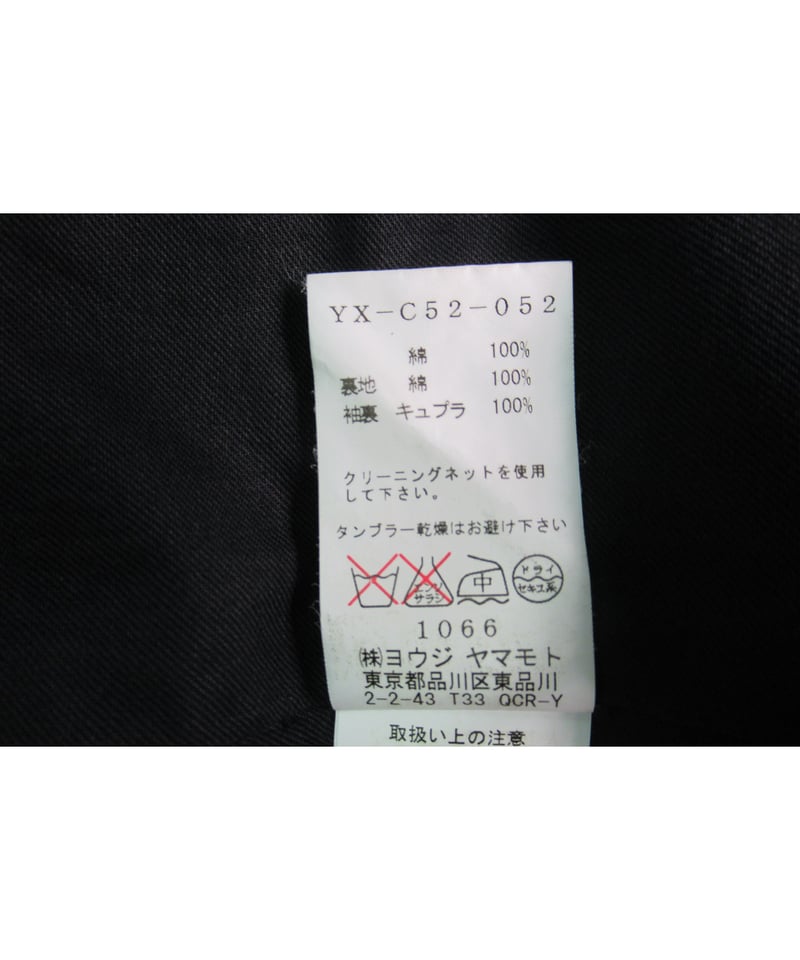 YX-C52-052
綿 100%
裏地 綿 100%
袖裏 キュプラ 100%
クリーニングネットを使用
して下さい。
タンブラー乾燥はお避け下さい
エンソ
サラシ
中
ドライ
セキユ系
1066
㈱ヨウジ ヤマモト
東京都品川区東品川
2-2-43 T33 QCR-Y
取扱い上の注意